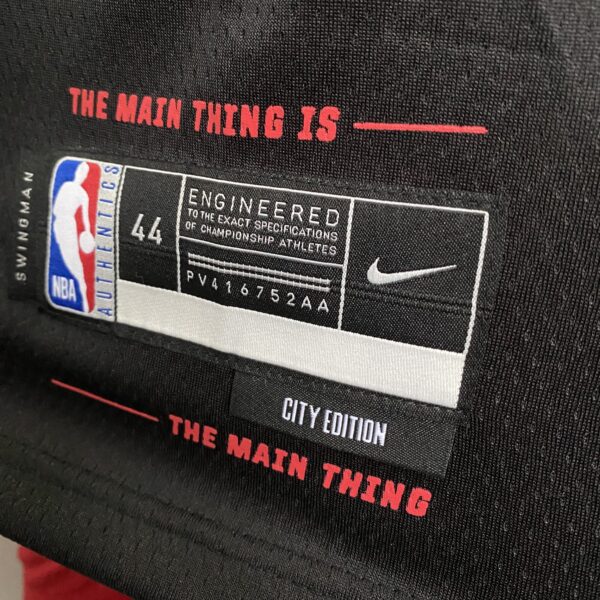 THE MAIN THING IS
SWINGMAN
NBA
AUTHENTICS
44
ENGINEERED
TO THE EXACT SPECIFICATIONS
OF CHAMPIONSHIP ATHLETES
PV416752AA
CITY EDITION
THE MAIN THING